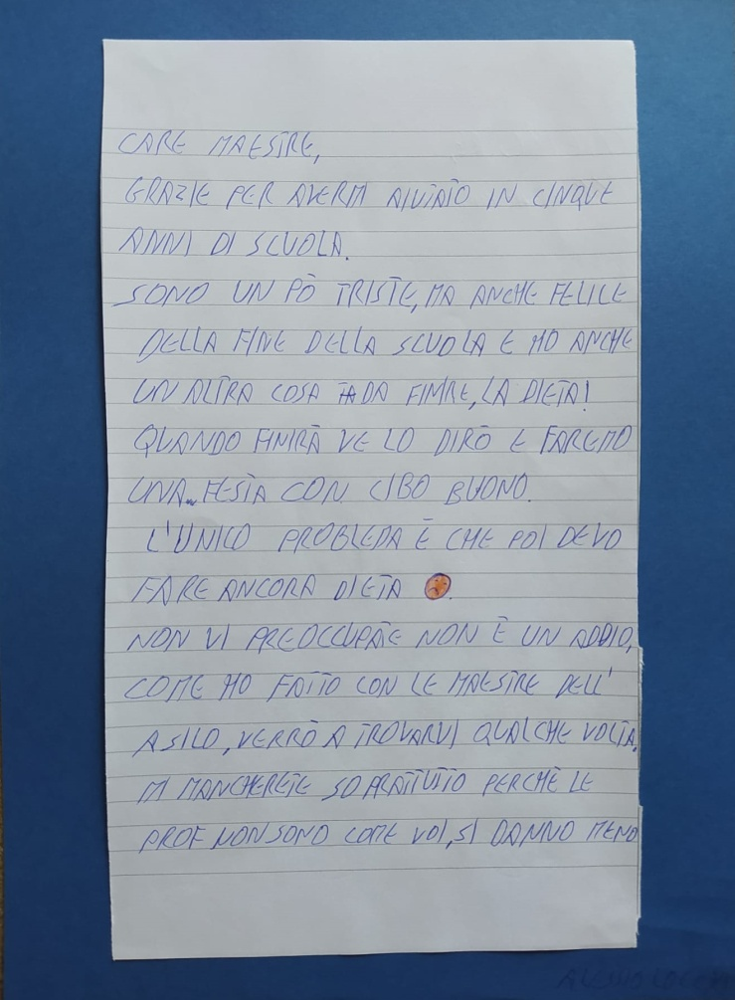 CARE MAESTRE,
GRAZIE PER AVERMI AIUTATO IN CINQUE
ANNI DI SCUOLA.
SONO UN PÒ TRISTE, MA ANCHE FELICE
DELLA FINE DELLA SCUOLA E HO ANCHE
UN ALTRA COSA DA FINIRE, LA DIETA!
QUANDO FINIRÀ VE LO DIRÒ E FAREMO
UNA FESTA CON CIBO BUONO.
L'UNICO PROBLEMA È CHE POI DEVO
FARE ANCORA DIETA
NON VI PREOCCUPATE NON È UN ADDIO,
COME HO FATTO CON LE MAESTRE DELL'
ASILO, VERRÒ A TROVARVI QUALCHE VOLTA.
MI MANCHERETE SOPRATTUTTO PERCHÈ LE
PROF NON SONO COME VOI, SI DANNO MENO